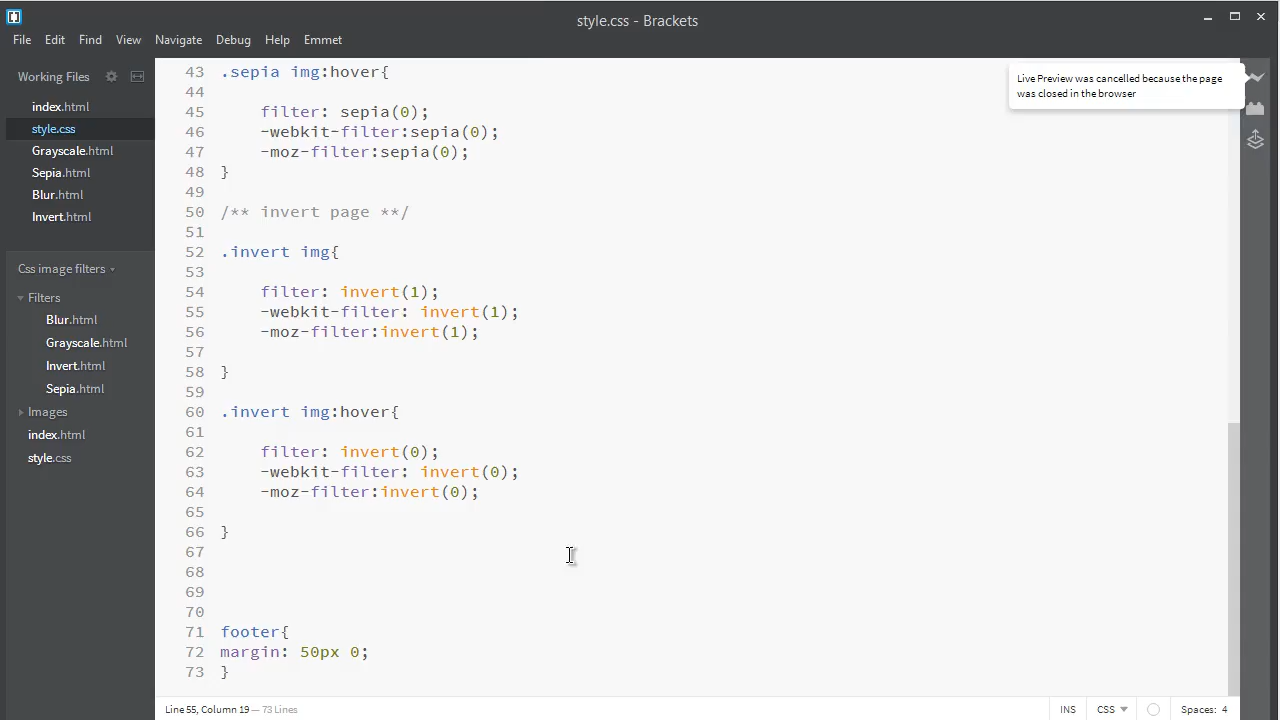 style.css - Brackets
File Edit Find View Navigate Debug Help Emmet
Working Files
index.html
style.css
Grayscale.html
Sepia.html
Blur.html
Invert.html
Css image filters
Filters
Blur.html
Grayscale.html
Invert.html
Sepia.html
Images
index.html
style.css
43 .sepia img:hover{
44
45 filter: sepia(0);
46 -webkit-filter:sepia(0);
47 -moz-filter:sepia(0);
48 }
49
50 /** invert page **/
51
52 .invert img{
53
54 filter: invert(1);
55 -webkit-filter: invert(1);
56 -moz-filter:invert(1);
57
58 }
59
60 .invert img:hover{
61
62 filter: invert(0);
63 -webkit-filter: invert(0);
64 -moz-filter:invert(0);
65
66 }
67
68
69
70
71 footer{
72 margin: 50px 0;
73 }
Live Preview was cancelled because the page
was closed in the browser
Line 55, Column 19 — 73 Lines
INS CSS Spaces: 4